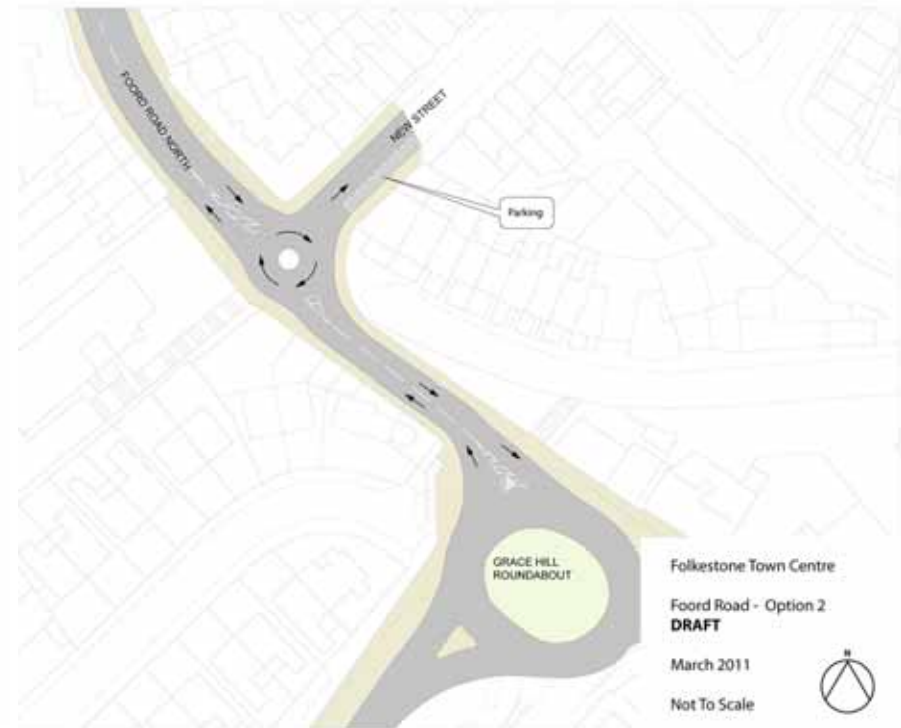 FOORD ROAD NORTH
NEW STREET
Parking
GRACE HILL
ROUNDABOUT
Folkestone Town Centre
Foord Road - Option 2
DRAFT
March 2011
N
Not To Scale